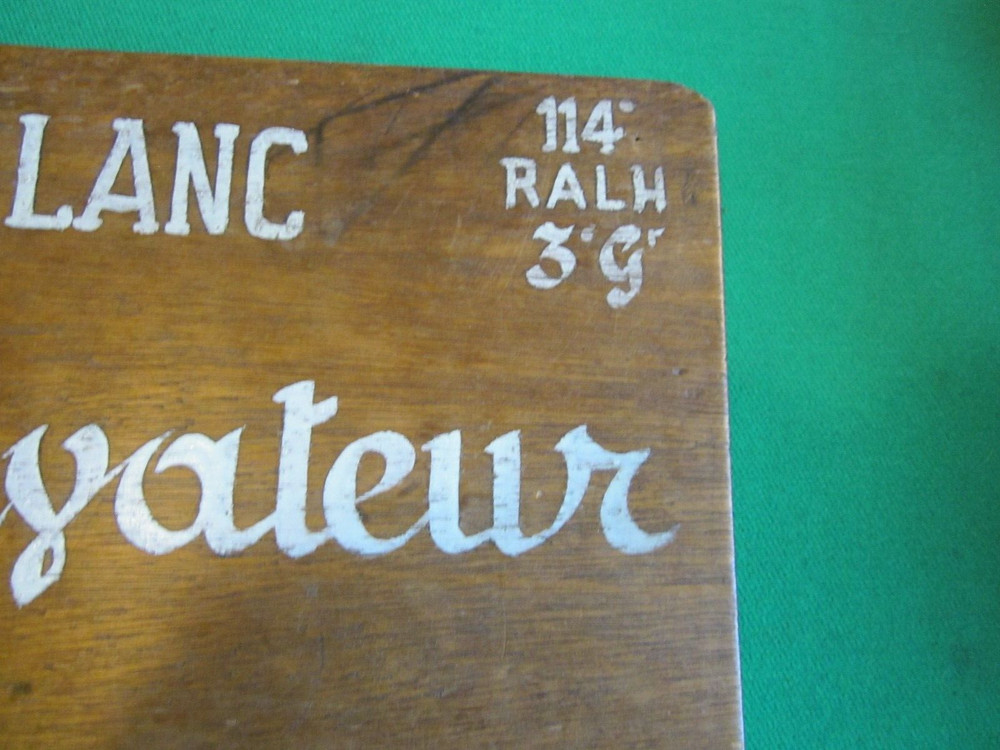 LANC
114e
RALH
3e Gr
gateur